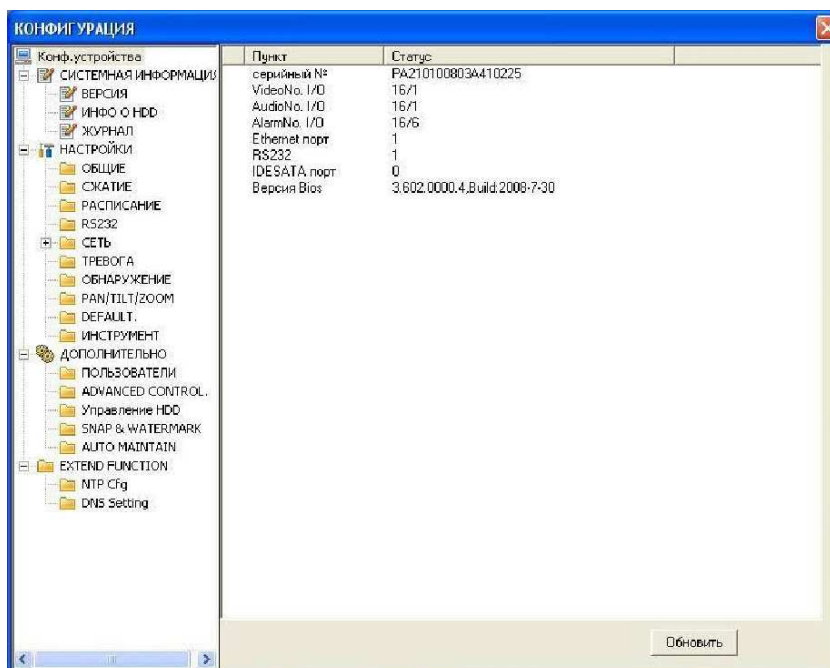 КОНФИГУРАЦИЯ
Конф.устройства
СИСТЕМНАЯ ИНФОРМАЦИЯ
ВЕРСИЯ
ИНФО О HDD
ЖУРНАЛ
НАСТРОЙКИ
ОБЩИЕ
СЖАТИЕ
РАСПИСАНИЕ
RS232
СЕТЬ
ТРЕВОГА
ОБНАРУЖЕНИЕ
PAN/TILT/ZOOM
DEFAULT.
ИНСТРУМЕНТ
ДОПОЛНИТЕЛЬНО
ПОЛЬЗОВАТЕЛИ
ADVANCED CONTROL.
Управление HDD
SNAP & WATERMARK
AUTO MAINTAIN
EXTEND FUNCTION
NTP Cfg
DNS Setting
Пункт Статус
серийный № PA210100803A410225
VideoNo. I/O 16/1
AudioNo. I/O 16/1
AlarmNo. I/O 16/6
Ethernet порт 1
RS232 1
IDESATA порт 0
Версия Bios 3.602.0000.4,Build:2008-7-30
Обновить